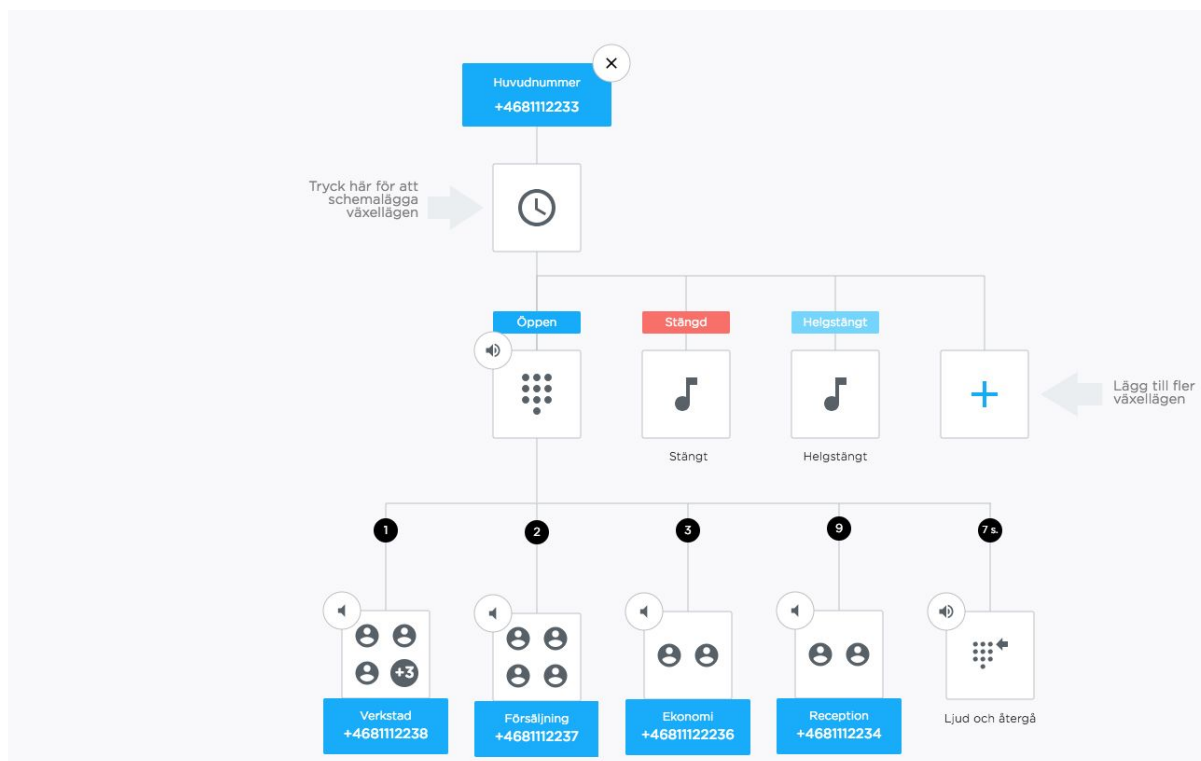 Huvudnummer
+4681112233
Tryck här för att
schemalägga
växellägen
Öppen
Stängd
Helgstängt
Lägg till fler
växellägen
Stängt
Helgstängt
1
2
3
9
7 s.
+3
Verkstad
+4681112238
Försäljning
+4681112237
Ekonomi
+46811122236
Reception
+4681112234
Ljud och återgå